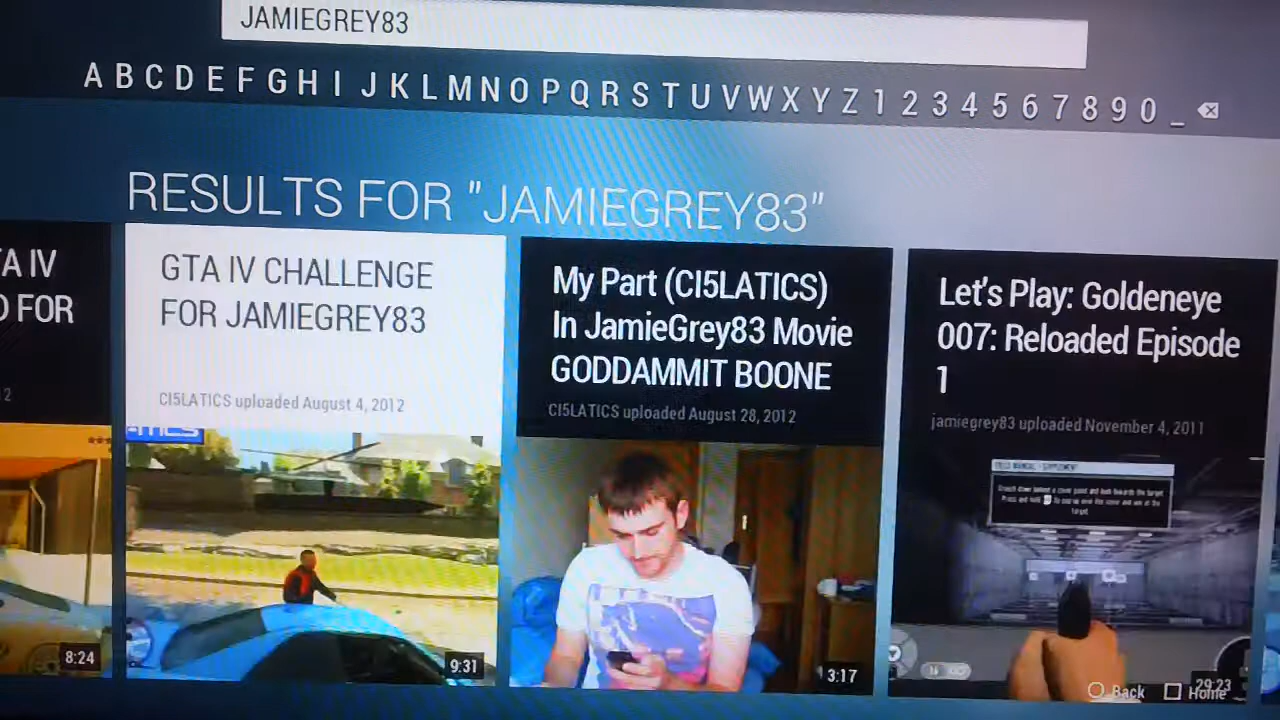 JAMIEGREY83
A B C D E F G H I J K L M N O P Q R S T U V W X Y Z 1 2 3 4 5 6 7 8 9 0 _
RESULTS FOR "JAMIEGREY83"
A IV
FOR
GTA IV CHALLENGE
FOR JAMIEGREY83
CI5LATICS uploaded August 4, 2012
My Part (CI5LATICS)
In JamieGrey83 Movie
GODDAMMIT BOONE
CI5LATICS uploaded August 28, 2012
Let's Play: Goldeneye
007: Reloaded Episode
1
jamiegrey83 uploaded November 4, 2011
8:24
9:31
3:17
29:23
Back
Home